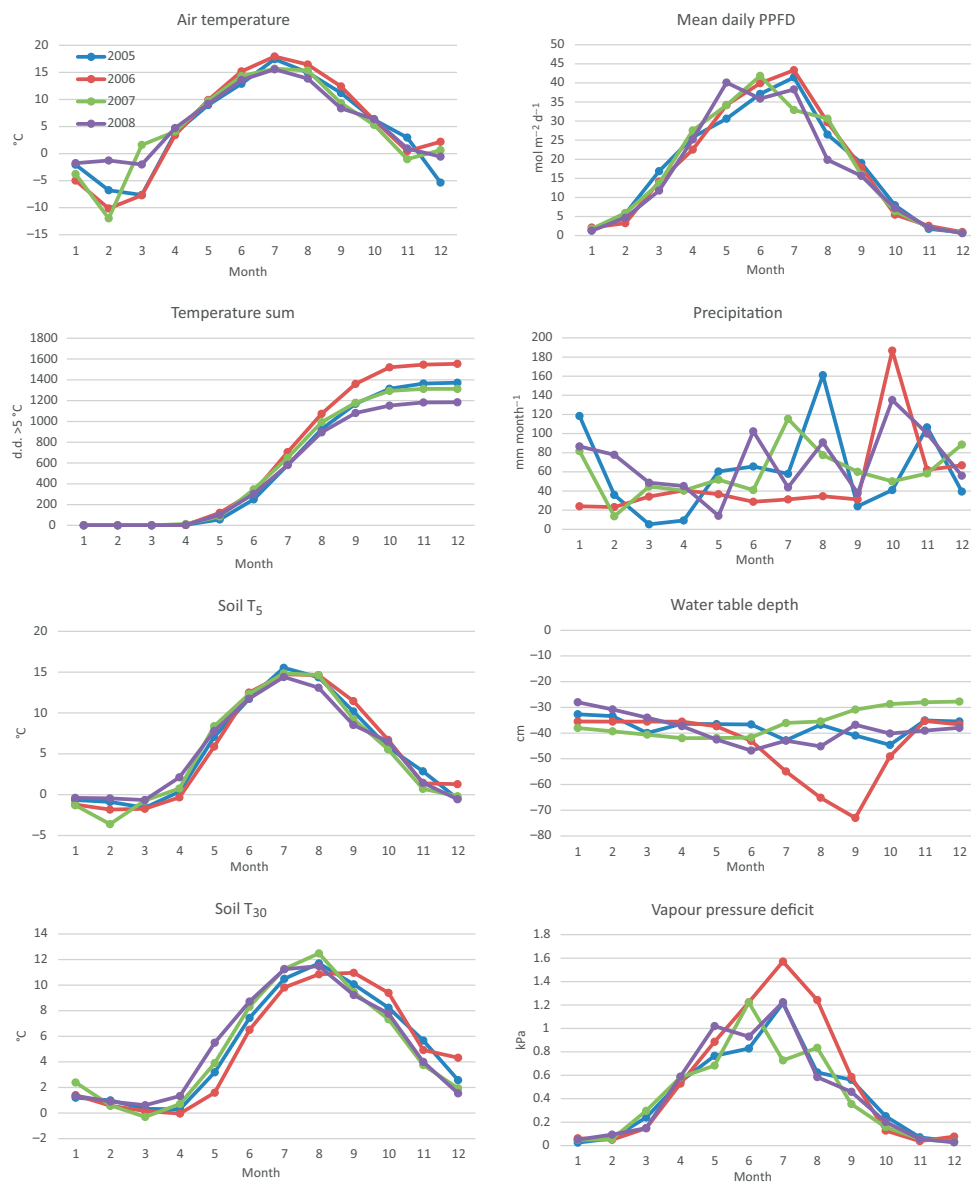 Air temperature
°C
20
15
10
5
0
−5
−10
−15
2005
2006
2007
2008
1 2 3 4 5 6 7 8 9 10 11 12
Month
Mean daily PPFD
mol m⁻² d⁻¹
50
45
40
35
30
25
20
15
10
5
0
1 2 3 4 5 6 7 8 9 10 11 12
Month
Temperature sum
d.d. >5 °C
1800
1600
1400
1200
1000
800
600
400
200
0
1 2 3 4 5 6 7 8 9 10 11 12
Month
Precipitation
mm month⁻¹
200
180
160
140
120
100
80
60
40
20
0
1 2 3 4 5 6 7 8 9 10 11 12
Month
Soil T₅
°C
20
15
10
5
0
−5
1 2 3 4 5 6 7 8 9 10 11 12
Month
Water table depth
cm
0
−10
−20
−30
−40
−50
−60
−70
−80
1 2 3 4 5 6 7 8 9 10 11 12
Month
Soil T₃₀
°C
14
12
10
8
6
4
2
0
−2
1 2 3 4 5 6 7 8 9 10 11 12
Month
Vapour pressure deficit
kPa
1.8
1.6
1.4
1.2
1
0.8
0.6
0.4
0.2
0
1 2 3 4 5 6 7 8 9 10 11 12
Month